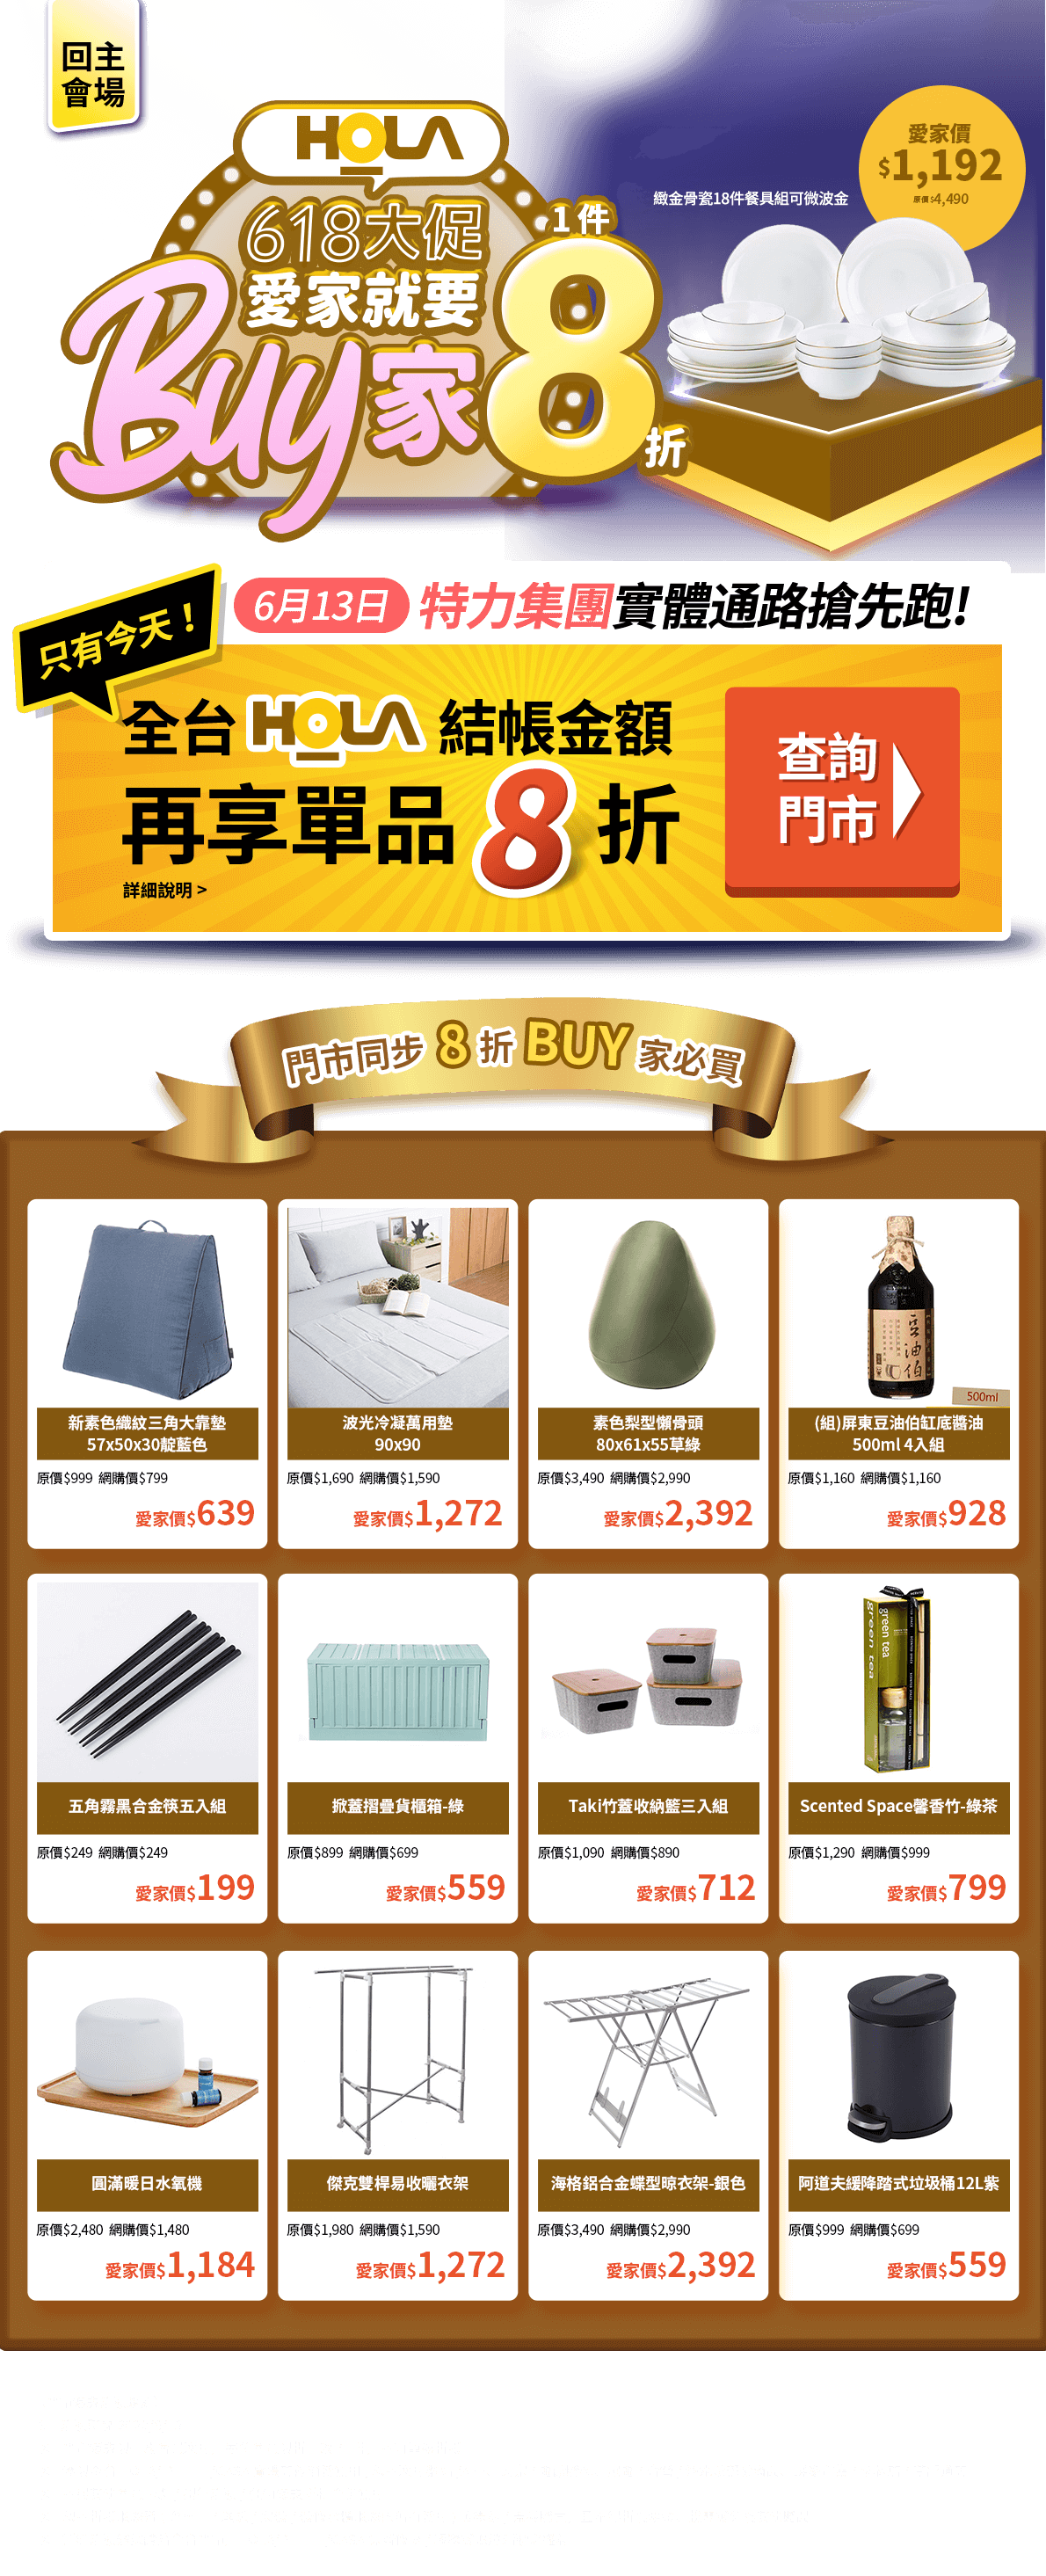 回主
會場
HOLA
618大促
愛家就要
Buy家
1件
8
折
愛家價
$1,192
原價$4,490
緻金骨瓷18件餐具組可微波金
只有今天！
6月13日 特力集團實體通路搶先跑!
全台 HOLA 結帳金額
再享單品 8 折
詳細說明 >
查詢
門市
門市同步 8 折 BUY 家必買
豆油伯
500ml
新素色織紋三角大靠墊
57x50x30靛藍色
原價$999 網購價$799
愛家價$639
波光冷凝萬用墊
90x90
原價$1,690 網購價$1,590
愛家價$1,272
素色梨型懶骨頭
80x61x55草綠
原價$3,490 網購價$2,990
愛家價$2,392
(組)屏東豆油伯缸底醬油
500ml 4入組
原價$1,160 網購價$1,160
愛家價$928
green tea
green tea
五角霧黑合金筷五入組
原價$249 網購價$249
愛家價$199
掀蓋摺疊貨櫃箱-綠
原價$899 網購價$699
愛家價$559
Taki竹蓋收納籃三入組
原價$1,090 網購價$890
愛家價$712
Scented Space馨香竹-綠茶
原價$1,290 網購價$999
愛家價$799
圓滿暖日水氧機
原價$2,480 網購價$1,480
愛家價$1,184
傑克雙桿易收曬衣架
原價$1,980 網購價$1,590
愛家價$1,272
海格鋁合金蝶型晾衣架-銀色
原價$3,490 網購價$2,990
愛家價$2,392
阿道夫緩降踏式垃圾桶12L紫
原價$999 網購價$699
愛家價$559